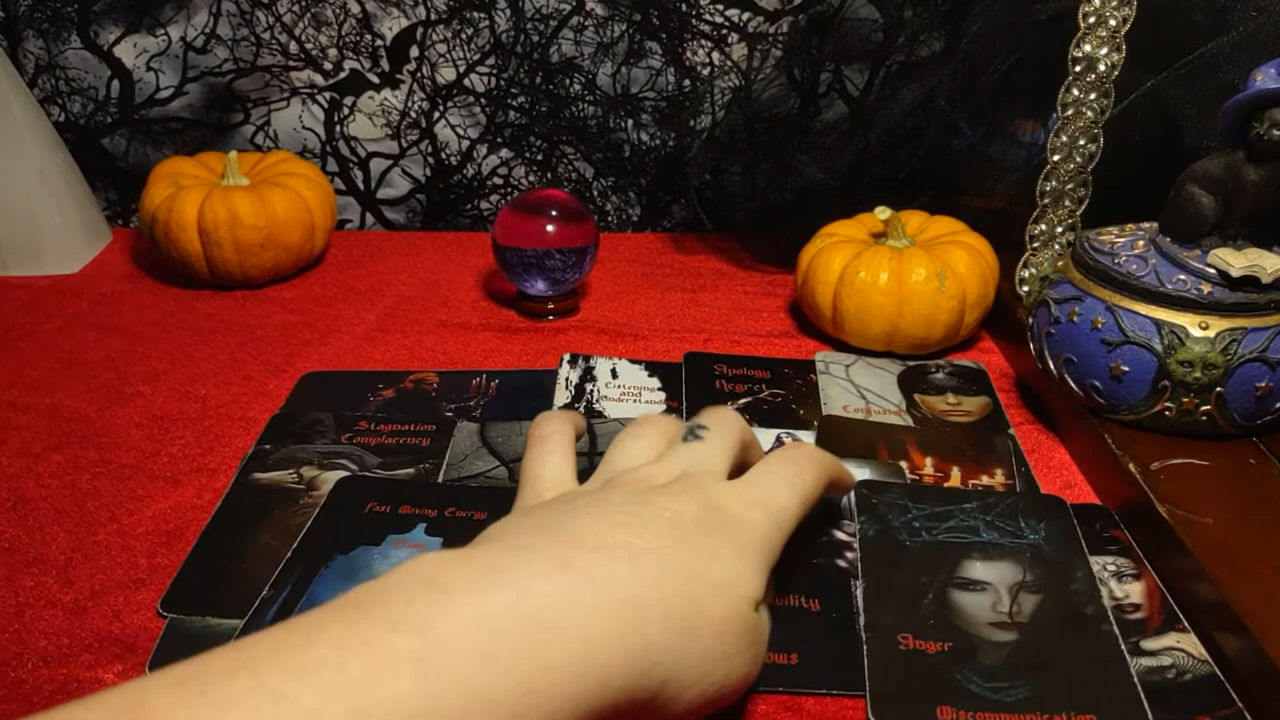 Listening
and
Understanding
Apology
Regret
Confusion
Stagnation
Complacency
Fast Moving Energy
Anger
Miscommunication